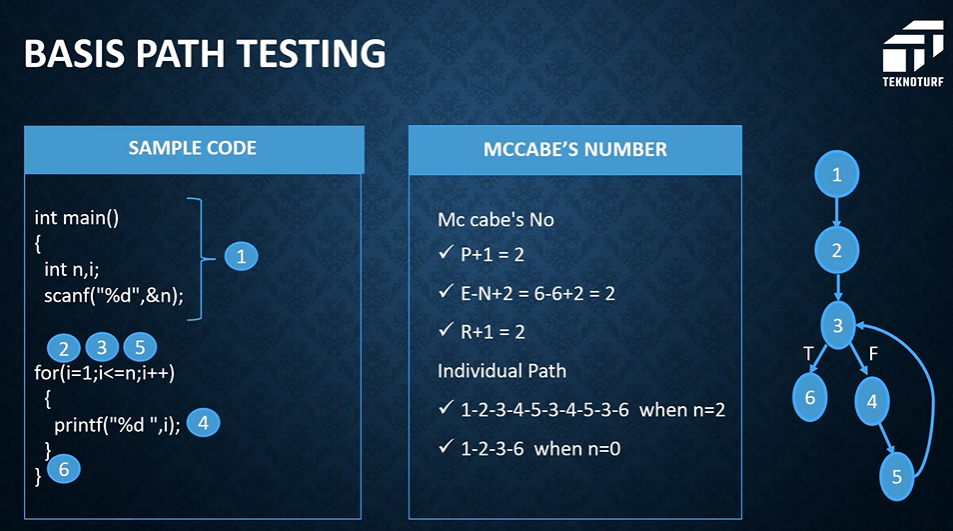 BASIS PATH TESTING
TEKNOTURF
SAMPLE CODE
int main()
{
int n,i;
scanf("%d",&n);
1
2 3 5
for(i=1;i<=n;i++)
{
printf("%d ",i); 4
}
} 6
MCCABE'S NUMBER
Mc cabe's No
✓ P+1 = 2
✓ E-N+2 = 6-6+2 = 2
✓ R+1 = 2
Individual Path
✓ 1-2-3-4-5-3-4-5-3-6 when n=2
✓ 1-2-3-6 when n=0
1
2
3
T F
6 4
5